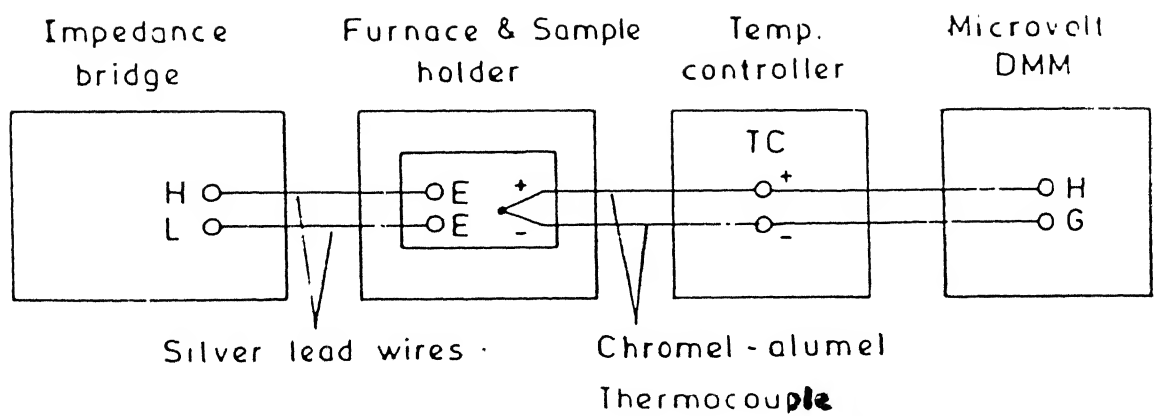 Impedance
bridge
Furnace & Sample
holder
Temp.
controller
Microvolt
DMM
H
L
E
E
+
-
TC
+
-
H
G
Silver lead wires
Chromel - alumel
Thermocouple